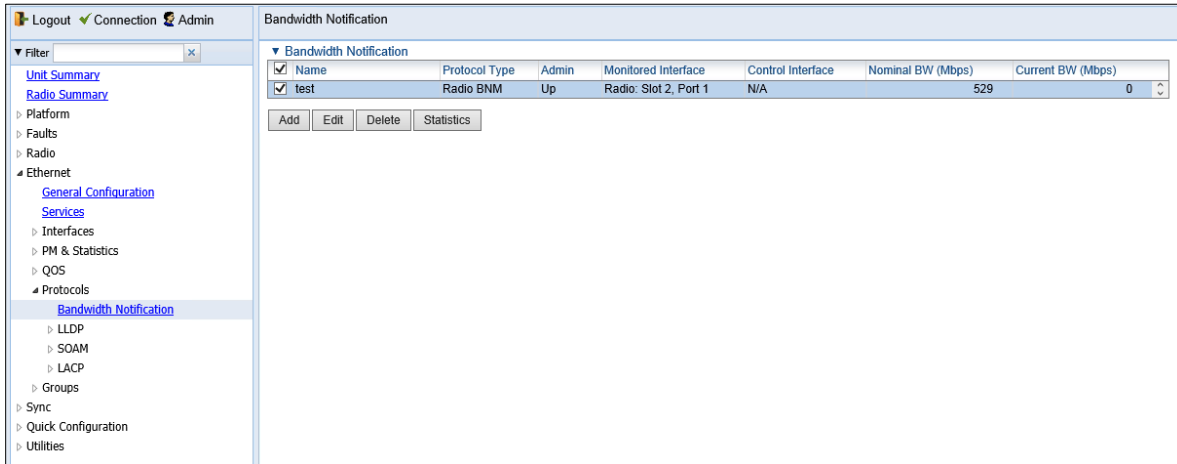 Logout Connection Admin
Filter
Unit Summary
Radio Summary
Platform
Faults
Radio
Ethernet
General Configuration
Services
Interfaces
PM & Statistics
QOS
Protocols
Bandwidth Notification
LLDP
SOAM
LACP
Groups
Sync
Quick Configuration
Utilities
Bandwidth Notification
Bandwidth Notification
Name Protocol Type Admin Monitored Interface Control Interface Nominal BW (Mbps) Current BW (Mbps)
test Radio BNM Up Radio: Slot 2, Port 1 N/A 529 0
Add Edit Delete Statistics